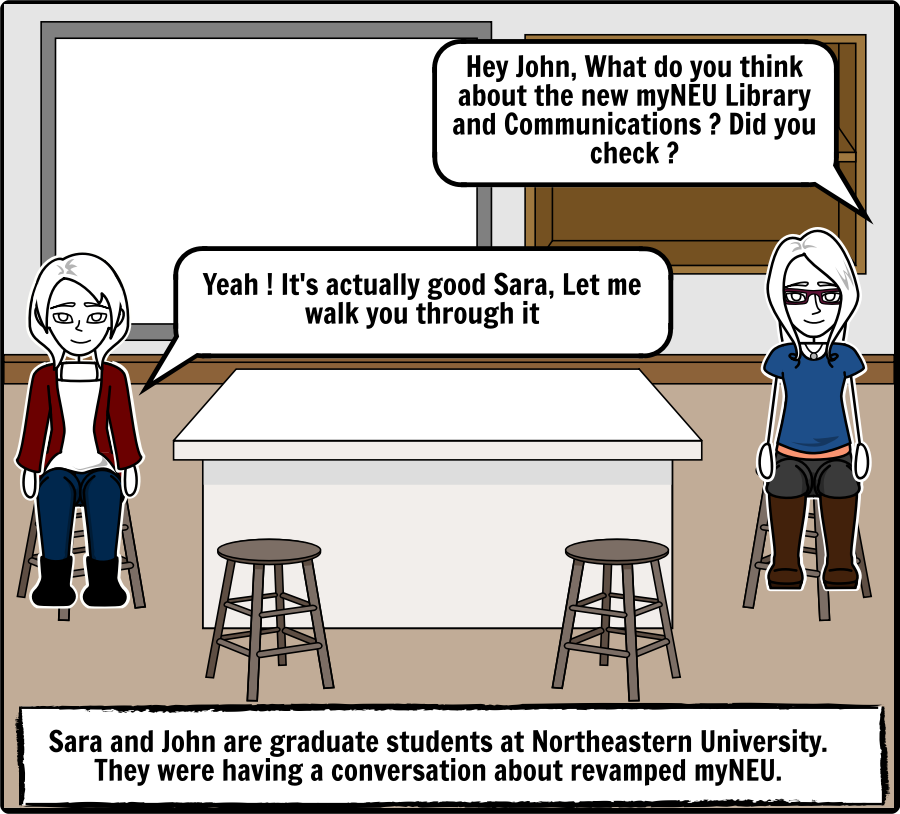 Hey John, What do you think
about the new myNEU Library
and Communications ? Did you
check ?
Yeah ! It's actually good Sara, Let me
walk you through it
Sara and John are graduate students at Northeastern University.
They were having a conversation about revamped myNEU.